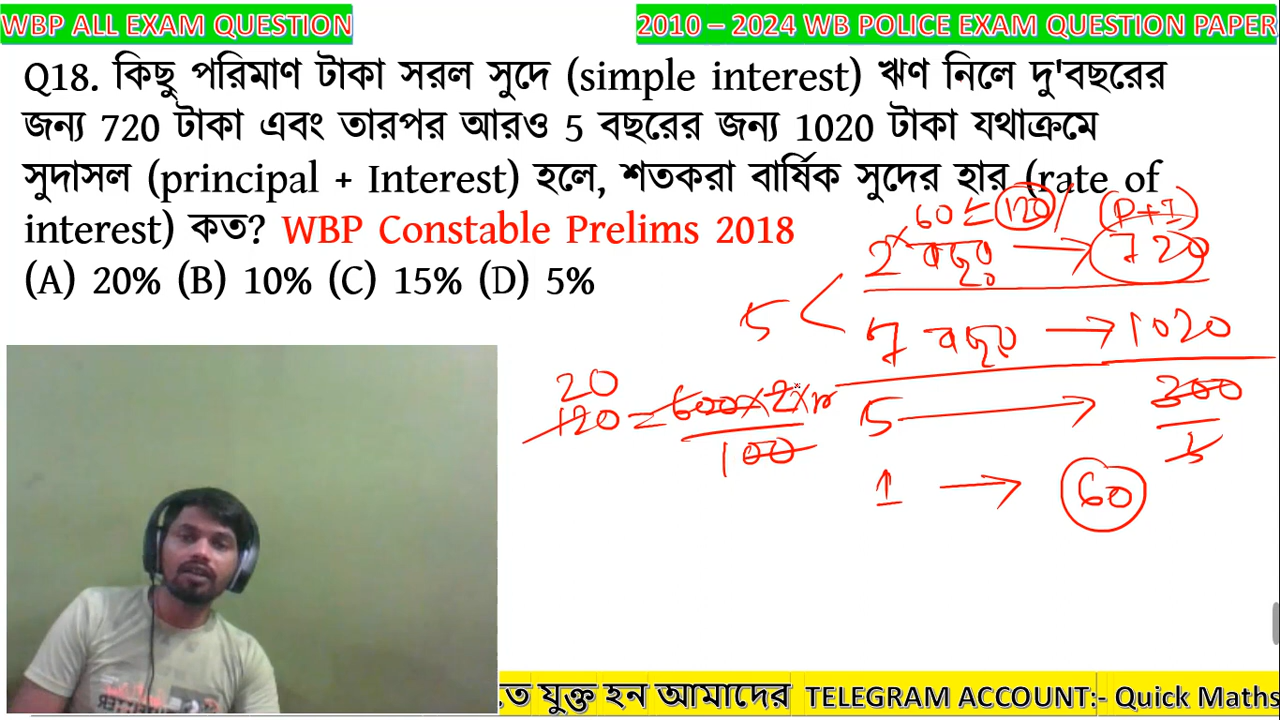 WBP ALL EXAM QUESTION
2010 – 2024 WB POLICE EXAM QUESTION PAPER
Q18. কিছু পরিমাণ টাকা সরল সুদে (simple interest) ঋণ নিলে দু'বছরের
জন্য 720 টাকা এবং তারপর আরও 5 বছরের জন্য 1020 টাকা যথাক্রমে
সুদাসল (principal + Interest) হলে, শতকরা বার্ষিক সুদের হার (rate of
interest) কত? WBP Constable Prelims 2018
(A) 20% (B) 10% (C) 15% (D) 5%
60 = 120 (P+I)
2 বছর → 720
5
7 বছর → 1020
20
120 = 600×2×r
100
5 → 300
5
1 → 60
যুক্ত হন আমাদের TELEGRAM ACCOUNT:- Quick Maths